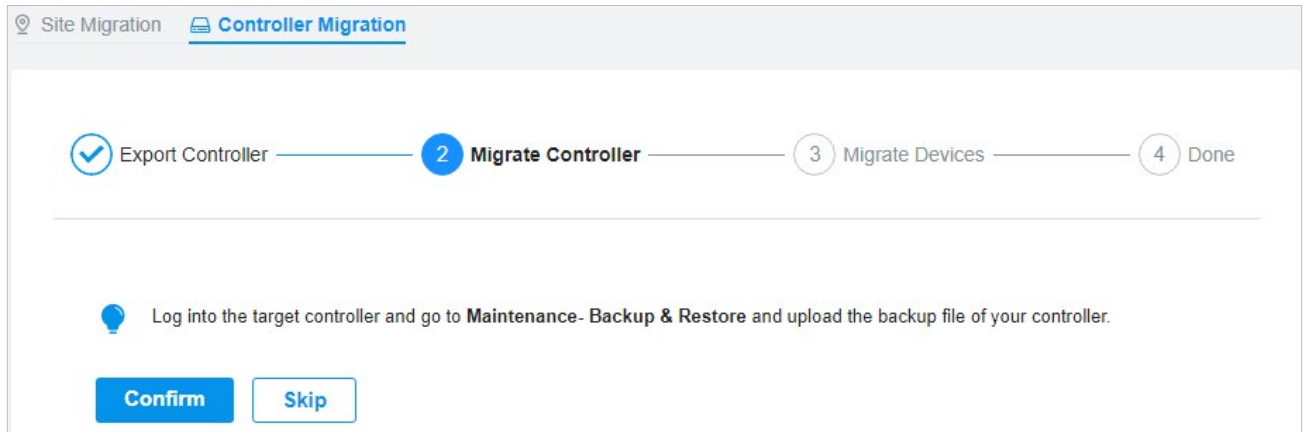 Site Migration Controller Migration
Export Controller 2 Migrate Controller 3 Migrate Devices 4 Done
Log into the target controller and go to Maintenance- Backup & Restore and upload the backup file of your controller.
Confirm Skip